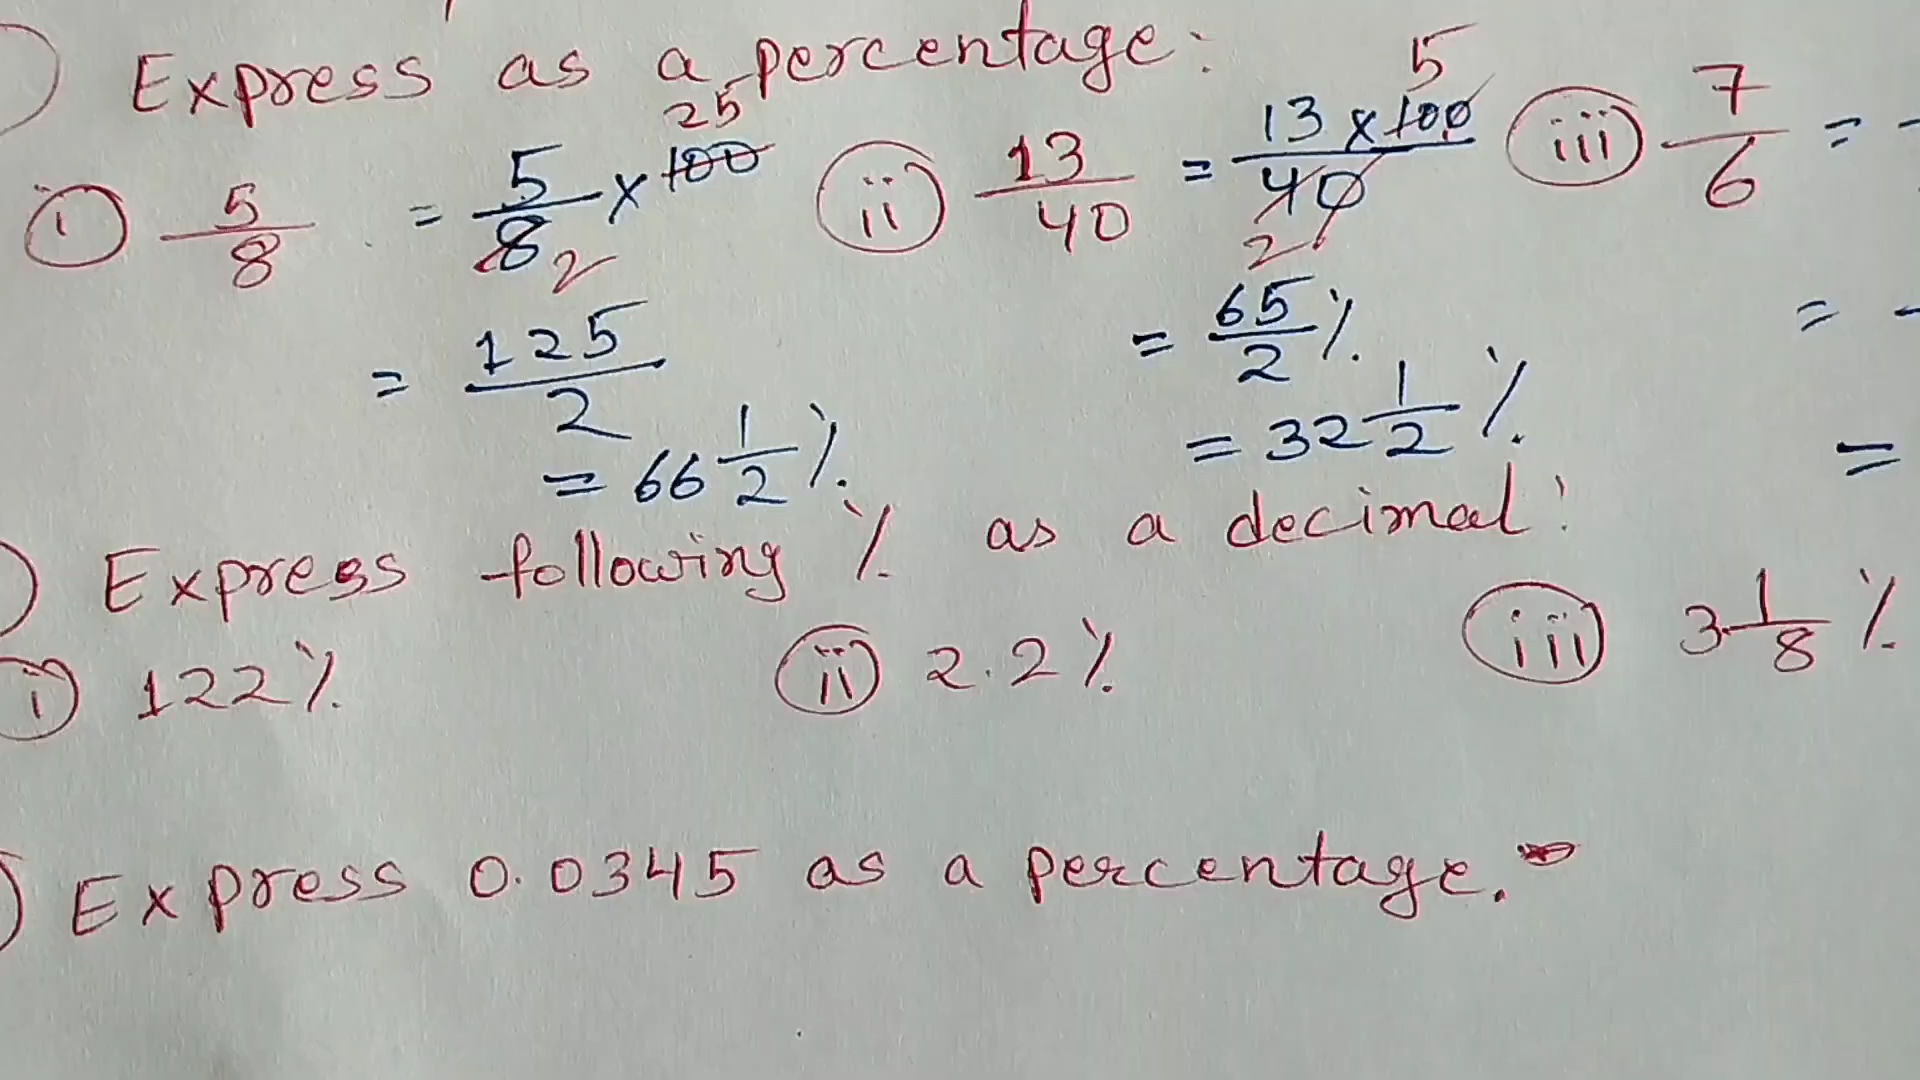 Express as a percentage:
i 5/8 = 5/8 x 100 25 2
= 125/2
= 66 1/2 %
ii 13/40 = 13 x 100/40 5 2
= 65/2 %
= 32 1/2 %
iii 7/6 =
=
=
Express following % as a decimal:
i 122%
ii 2.2%
iii 3 1/8 %
Express 0.0345 as a percentage.